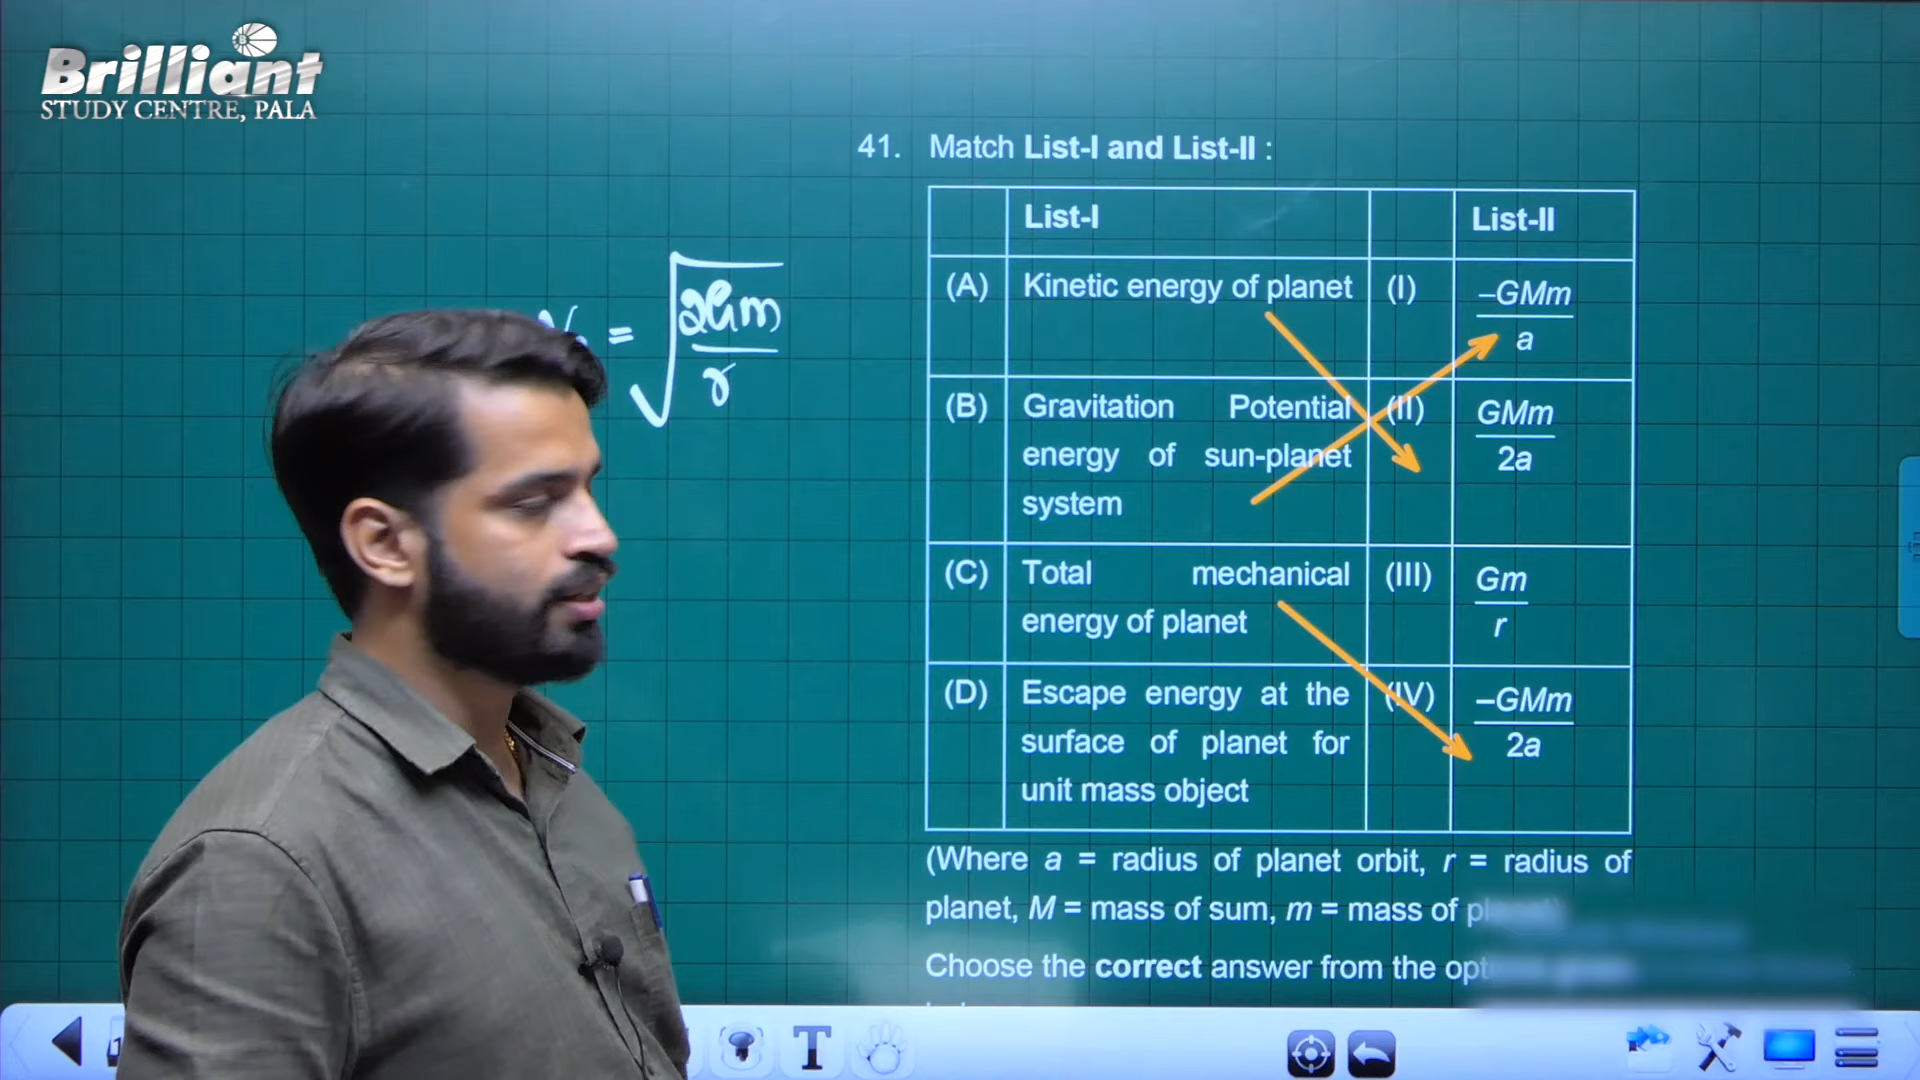 Brilliant
STUDY CENTRE, PALA
41. Match List-I and List-II :
List-I List-II
(A) Kinetic energy of planet (I) –GMm
a
(B) Gravitation Potential (II) GMm
energy of sun-planet 2a
system
(C) Total mechanical (III) Gm
energy of planet r
(D) Escape energy at the (IV) –GMm
surface of planet for 2a
unit mass object
= √2Gm
r
(Where a = radius of planet orbit, r = radius of
planet, M = mass of sum, m = mass of
Choose the correct answer from the
T